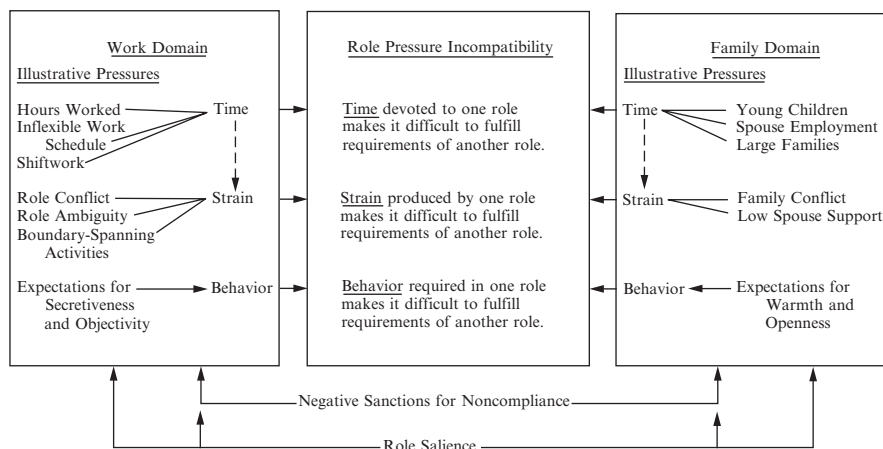 Work Domain
Illustrative Pressures
Hours Worked
Inflexible Work
Schedule
Shiftwork
Time
Role Conflict
Role Ambiguity
Boundary-Spanning
Activities
Strain
Expectations for
Secretiveness
and Objectivity
Behavior
Role Pressure Incompatibility
Time devoted to one role
makes it difficult to fulfill
requirements of another role.
Strain produced by one role
makes it difficult to fulfill
requirements of another role.
Behavior required in one role
makes it difficult to fulfill
requirements of another role.
Family Domain
Illustrative Pressures
Time
Young Children
Spouse Employment
Large Families
Strain
Family Conflict
Low Spouse Support
Behavior
Expectations for
Warmth and
Openness
Negative Sanctions for Noncompliance
Role Salience